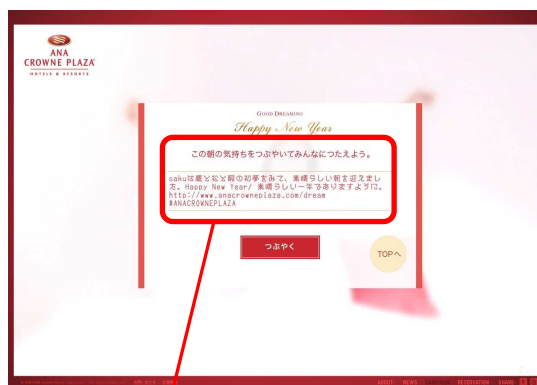 ANA
CROWNE PLAZA
HOTELS & RESORTS
GOOD DREAMING
Happy New Year
この朝の気持ちをつぶやいてみんなにつたえよう。
sakuは鷹と松と暇の初夢をみて、素晴らしい朝を迎えまし
た。Happy New Year/ 素晴らしい一年でありますように。
http://www.anacrowneplaza.com/dream
#ANACROWNEPLAZA
つぶやく
TOPへ
ABOUT NEWS RESERVATION SHARE